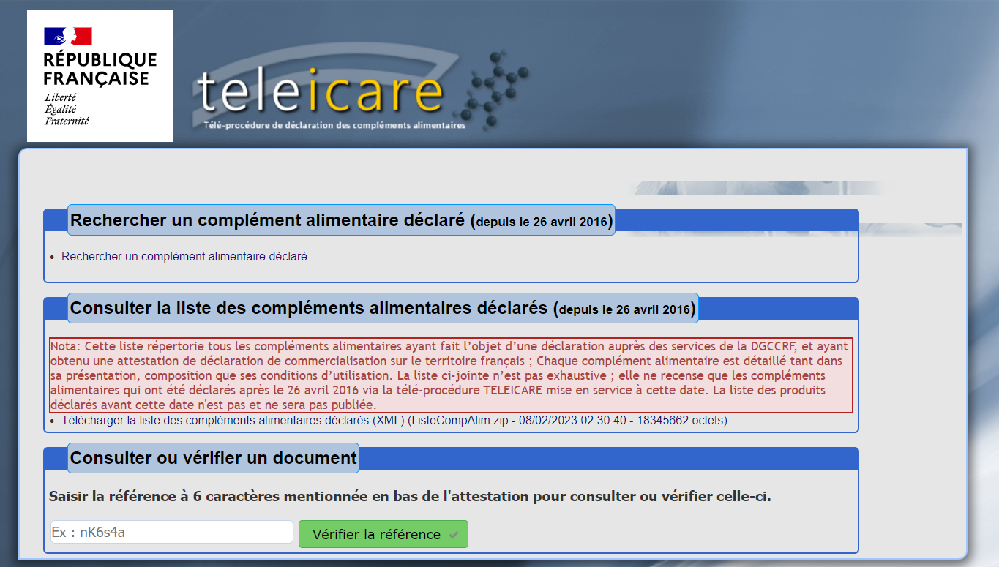 RÉPUBLIQUE
FRANÇAISE
Liberté
Égalité
Fraternité
teleicare
Télé-procédure de déclaration des compléments alimentaires
Rechercher un complément alimentaire déclaré (depuis le 26 avril 2016)
• Rechercher un complément alimentaire déclaré
Consulter la liste des compléments alimentaires déclarés (depuis le 26 avril 2016)
Nota: Cette liste répertorie tous les compléments alimentaires ayant fait l’objet d’une déclaration auprès des services de la DGCCRF, et ayant
obtenu une attestation de déclaration de commercialisation sur le territoire français ; Chaque complément alimentaire est détaillé tant dans
sa présentation, composition que ses conditions d’utilisation. La liste ci-jointe n’est pas exhaustive ; elle ne recense que les compléments
alimentaires qui ont été déclarés après le 26 avril 2016 via la télé-procédure TELEICARE mise en service à cette date. La liste des produits
déclarés avant cette date n'est pas et ne sera pas publiée.
• Télécharger la liste des compléments alimentaires déclarés (XML) (ListeCompAlim.zip - 08/02/2023 02:30:40 - 18345662 octets)
Consulter ou vérifier un document
Saisir la référence à 6 caractères mentionnée en bas de l'attestation pour consulter ou vérifier celle-ci.
Ex : nK6s4a
Vérifier la référence ✔